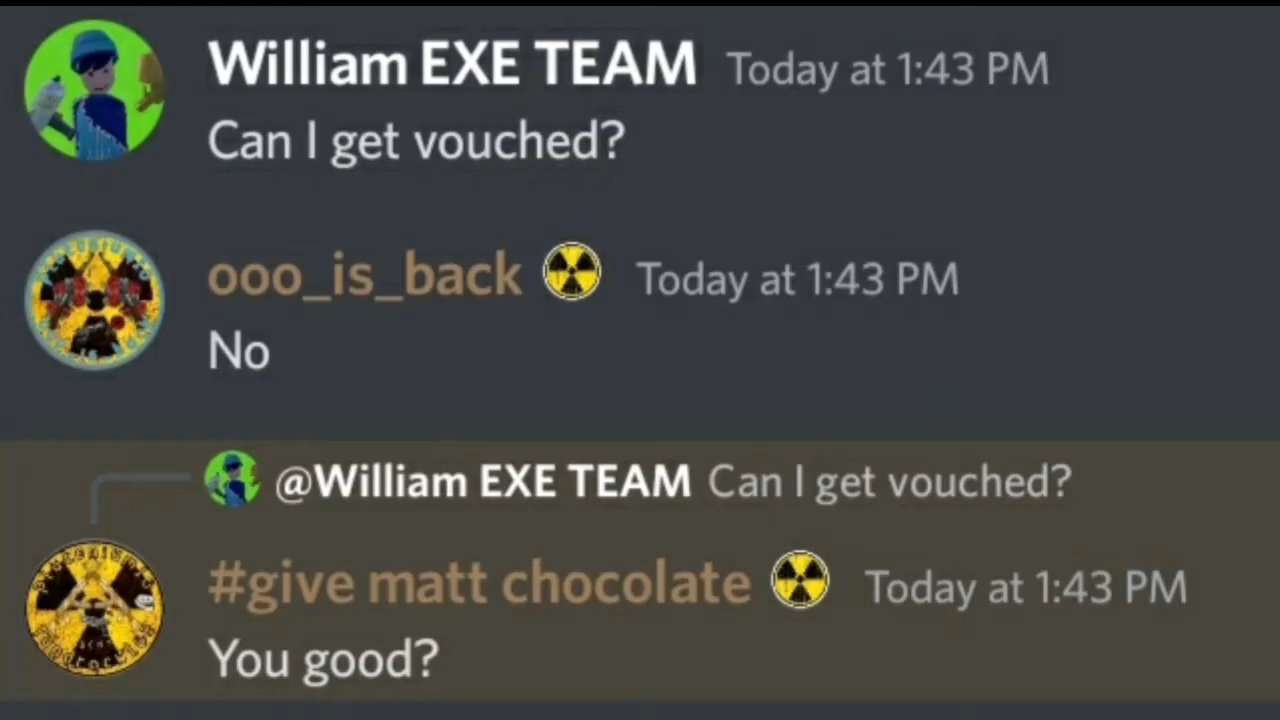 William EXE TEAM Today at 1:43 PM
Can I get vouched?
ooo_is_back Today at 1:43 PM
No
@William EXE TEAM Can I get vouched?
#give matt chocolate Today at 1:43 PM
You good?